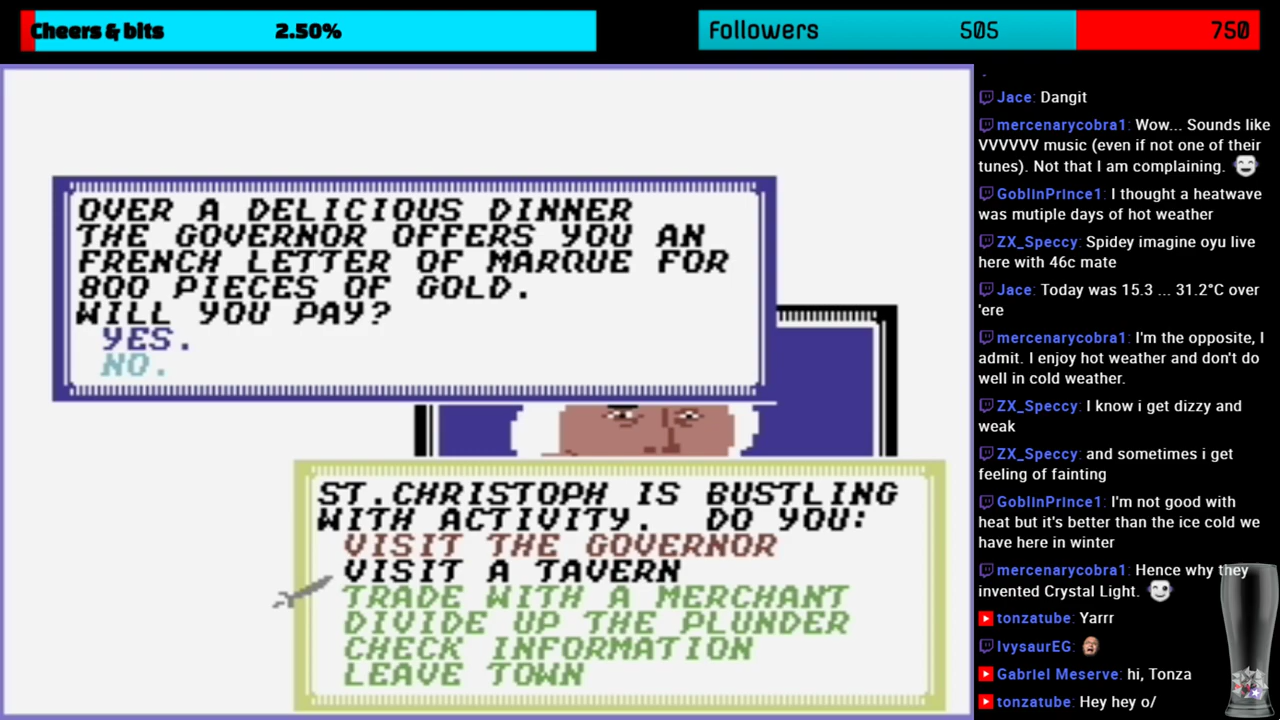 Cheers & bits 2.50%
Followers 505 750
OVER A DELICIOUS DINNER
THE GOVERNOR OFFERS YOU AN
FRENCH LETTER OF MARQUE FOR
800 PIECES OF GOLD.
WILL YOU PAY?
YES.
NO.
ST.CHRISTOPH IS BUSTLING
WITH ACTIVITY. DO YOU:
VISIT THE GOVERNOR
VISIT A TAVERN
TRADE WITH A MERCHANT
DIVIDE UP THE PLUNDER
CHECK INFORMATION
LEAVE TOWN
Jace: Dangit
mercenarycobra1: Wow... Sounds like
VVVVVV music (even if not one of their
tunes). Not that I am complaining.
GoblinPrince1: I thought a heatwave
was mutiple days of hot weather
ZX_Speccy: Spidey imagine oyu live
here with 46c mate
Jace: Today was 15.3 ... 31.2°C over
'ere
mercenarycobra1: I'm the opposite, I
admit. I enjoy hot weather and don't do
well in cold weather.
ZX_Speccy: I know i get dizzy and
weak
ZX_Speccy: and sometimes i get
feeling of fainting
GoblinPrince1: I'm not good with
heat but it's better than the ice cold we
have here in winter
mercenarycobra1: Hence why they
invented Crystal Light.
tonzatube: Yarrr
IvysaurEG:
Gabriel Meserve: hi, Tonza
tonzatube: Hey hey o/